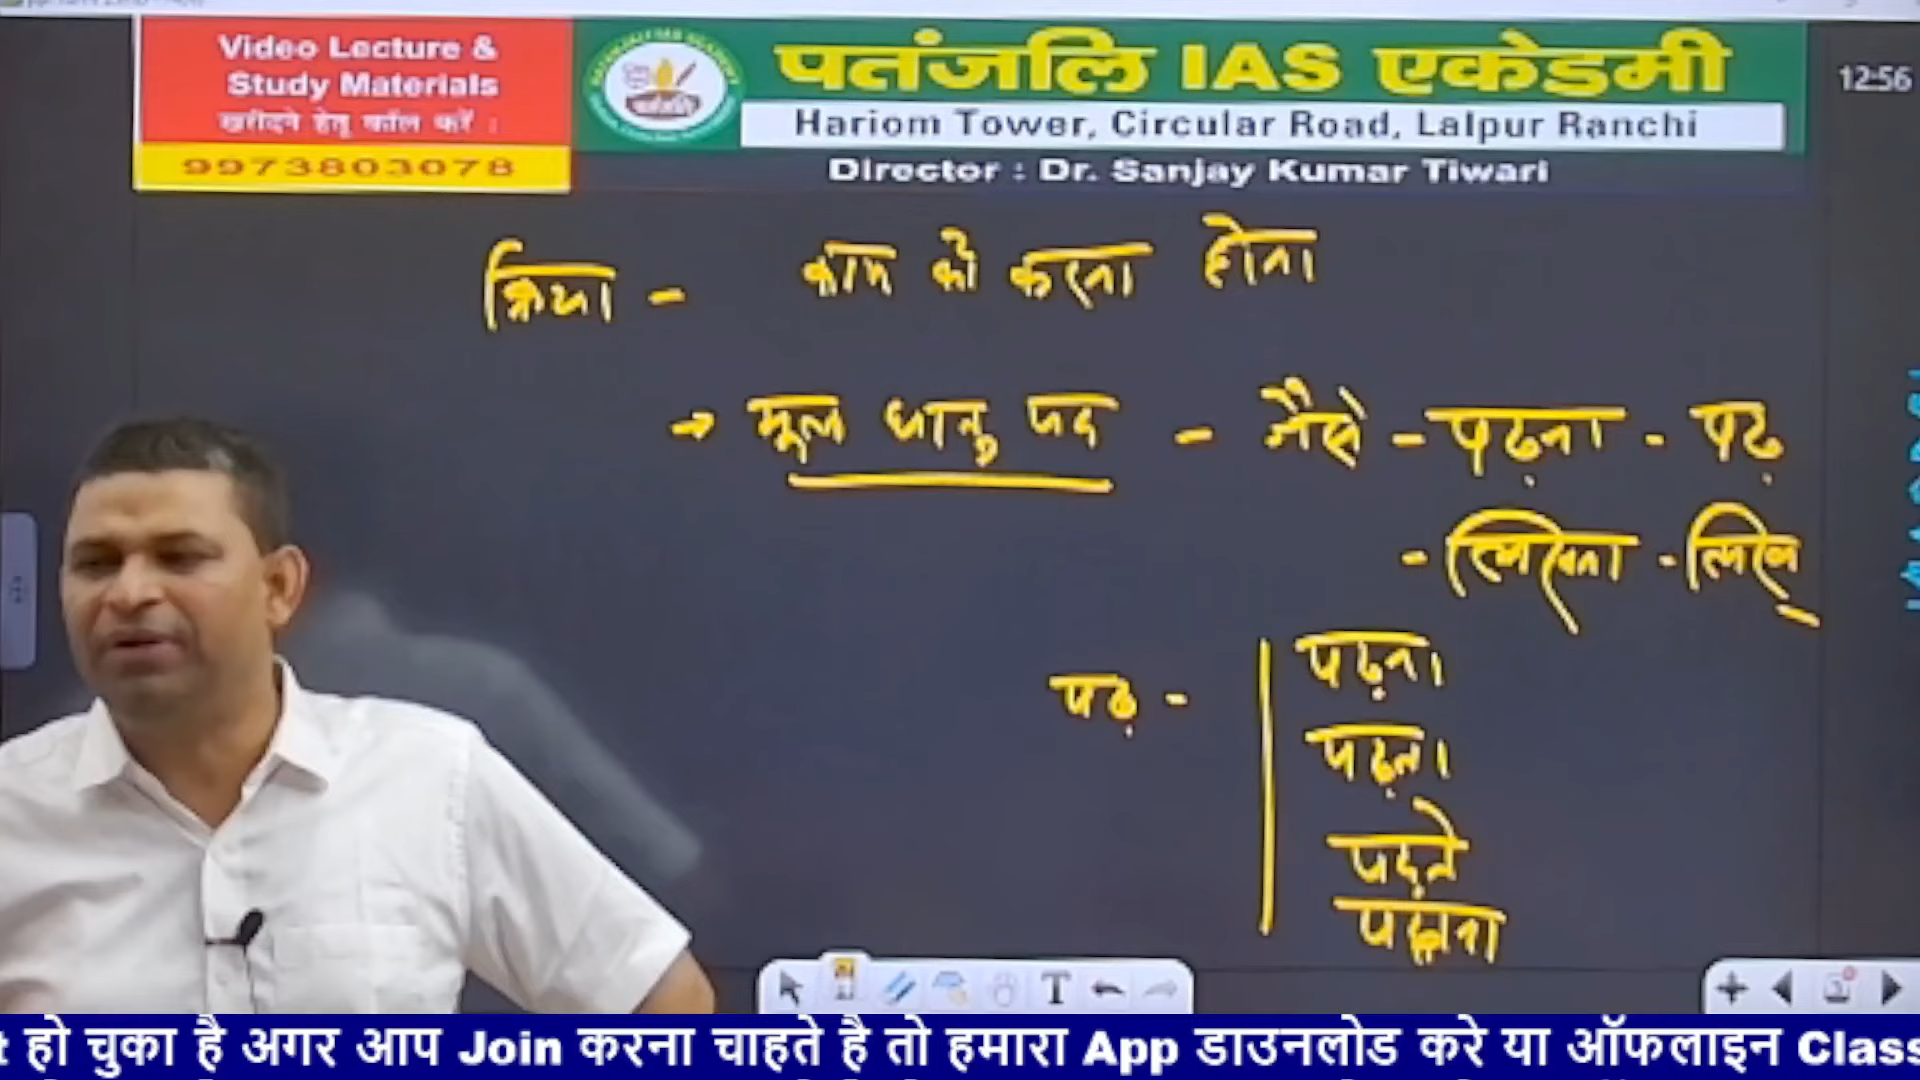 Video Lecture &
Study Materials
खरीदने हेतु कॉल करें :
9973803078
पतंजलि IAS एकेडमी
Hariom Tower, Circular Road, Lalpur Ranchi
Director : Dr. Sanjay Kumar Tiwari
12:56
क्रिया - काम को करना होना
→ मूल धातु पद - जैसे - पढ़ना - पढ़
- लिखना - लिख
पढ़ -
पढ़ना
पढ़ता
पढ़ते
पढ़ाना
हो चुका है अगर आप Join करना चाहते है तो हमारा App डाउनलोड करे या ऑफलाइन Class